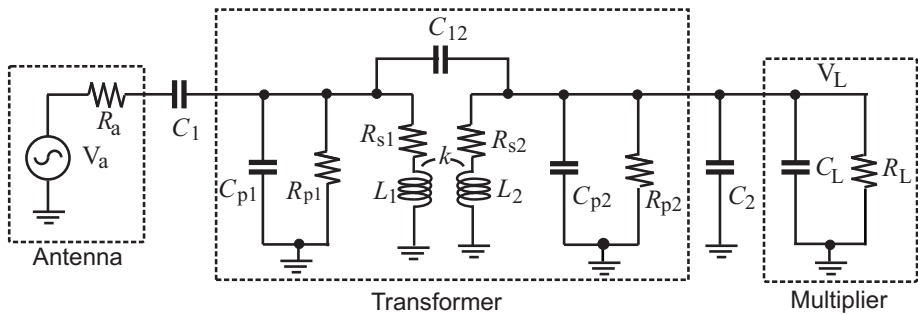 C12
VL
Ra
C1
Va
Rs1
k
Rs2
Cp1
Rp1
L1
L2
Cp2
Rp2
C2
CL
RL
Antenna
Transformer
Multiplier